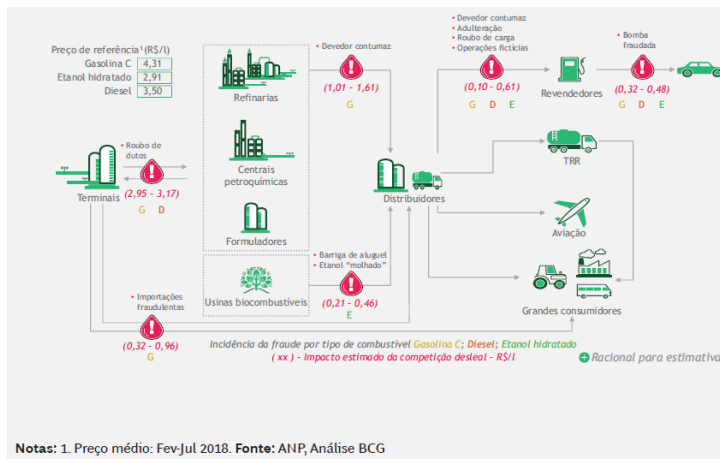 Preço de referência¹(R$/l)
Gasolina C 4,31
Etanol hidratado 2,91
Diesel 3,50
Refinarias
Centrais
petroquímicas
Formuladores
Usinas biocombustíveis
• Roubo de
dutos
(2,95 - 3,17)
G D
Terminais
• Importações
fraudulentas
(0,32 - 0,96)
G
• Devedor contumaz
(1,01 - 1,61)
G
• Barriga de aluguel
• Etanol "molhado"
(0,21 - 0,46)
E
Distribuidores
• Devedor contumaz
• Adulteração
• Roubo de carga
• Operações fictícias
(0,10 - 0,61)
G D E
Revendedores
• Bomba
fraudada
(0,32 - 0,48)
G D E
TRR
Aviação
Grandes consumidores
Incidência da fraude por tipo de combustível Gasolina C; Diesel; Etanol hidratado
( xx ) - Impacto estimado da competição desleal - R$/l
Racional para estimativa
Notas: 1. Preço médio: Fev-Jul 2018. Fonte: ANP, Análise BCG